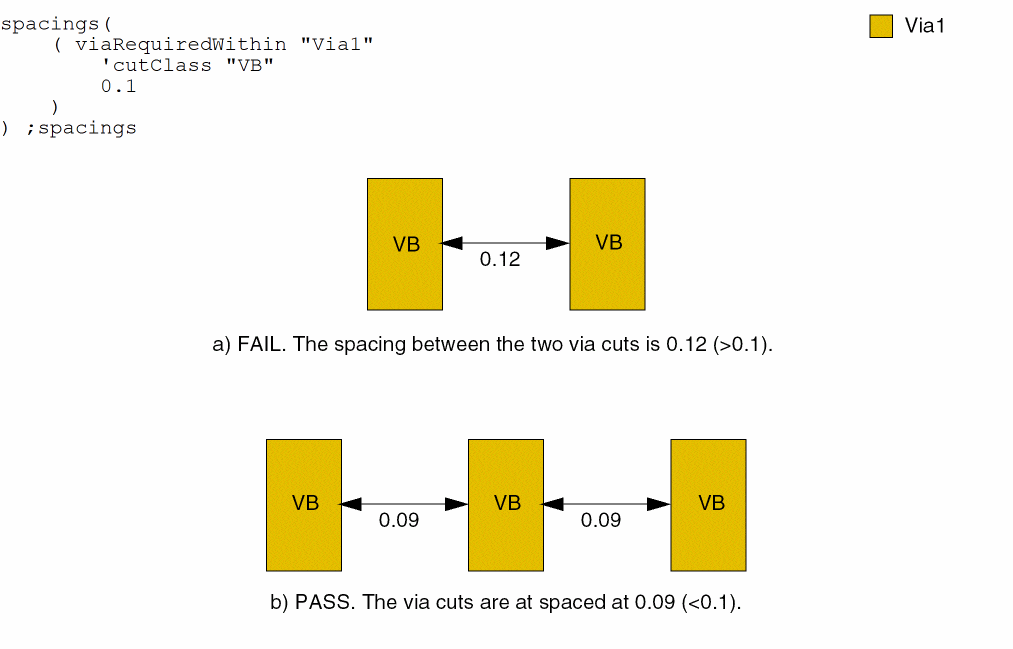 spacings(
    ( viaRequiredWithin "Via1"
        'cutClass "VB"
        0.1
    )
) ;spacings
Via1
VB
VB
0.12
a) FAIL. The spacing between the two via cuts is 0.12 (>0.1).
VB
VB
VB
0.09
0.09
b) PASS. The via cuts are at spaced at 0.09 (<0.1).